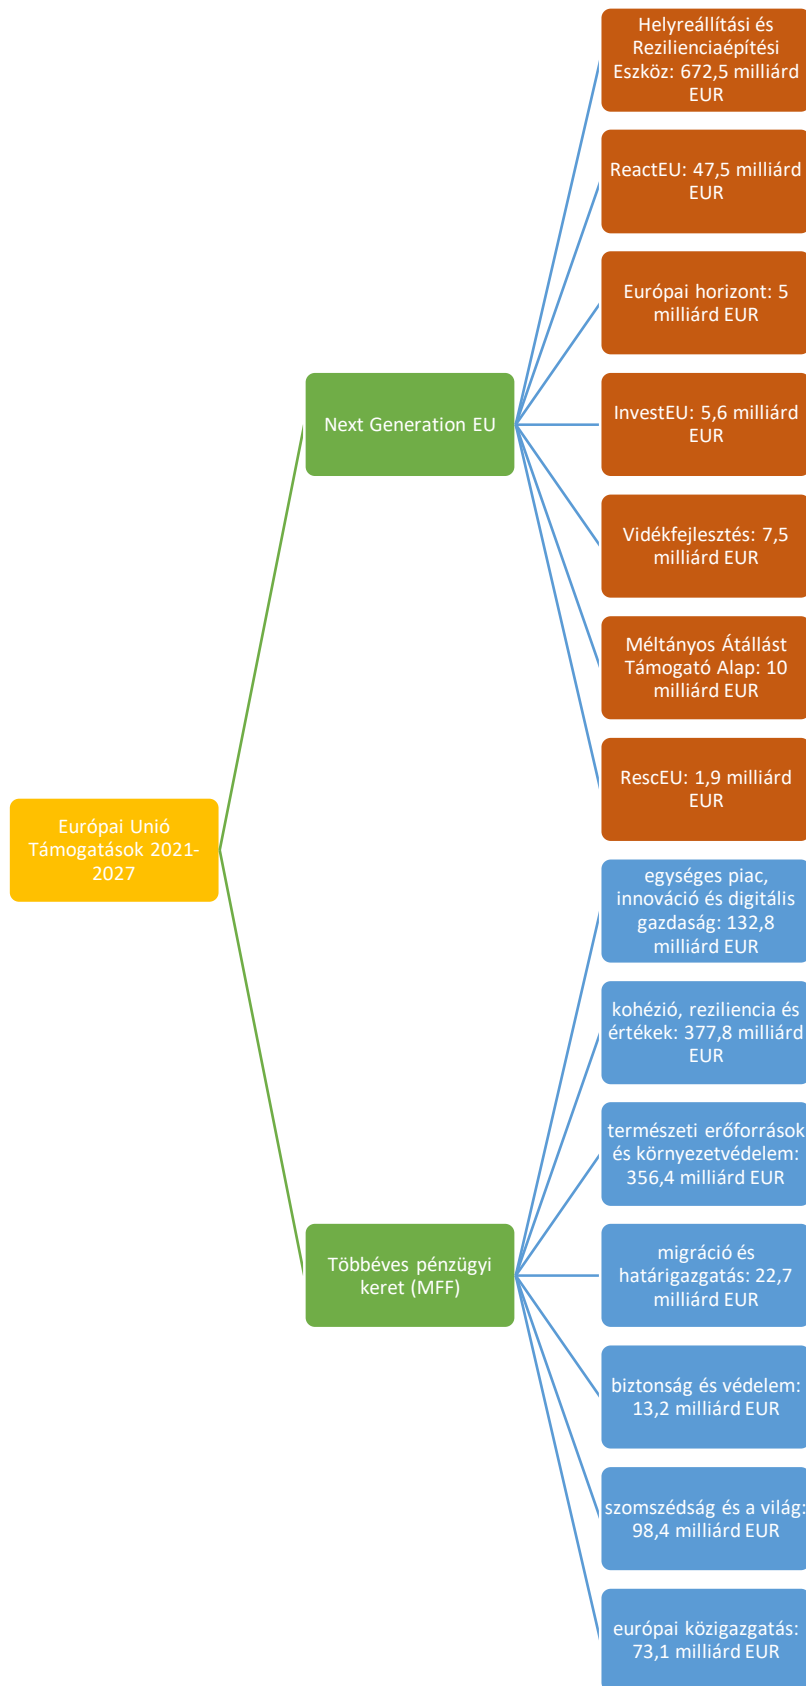 Helyreállítási és
Rezilienciaépítési
Eszköz: 672,5 milliárd
EUR
ReactEU: 47,5 milliárd
EUR
Európai horizont: 5
milliárd EUR
Next Generation EU
InvestEU: 5,6 milliárd
EUR
Vidékfejlesztés: 7,5
milliárd EUR
Méltányos Átállást
Támogató Alap: 10
milliárd EUR
RescEU: 1,9 milliárd
EUR
Európai Unió
Támogatások 2021-
2027
egységes piac,
innováció és digitális
gazdaság: 132,8
milliárd EUR
kohézió, reziliencia és
értékek: 377,8 milliárd
EUR
természeti erőforrások
és környezetvédelem:
356,4 milliárd EUR
Többéves pénzügyi
keret (MFF)
migráció és
határigazgatás: 22,7
milliárd EUR
biztonság és védelem:
13,2 milliárd EUR
szomszédság és a világ:
98,4 milliárd EUR
európai közigazgatás:
73,1 milliárd EUR